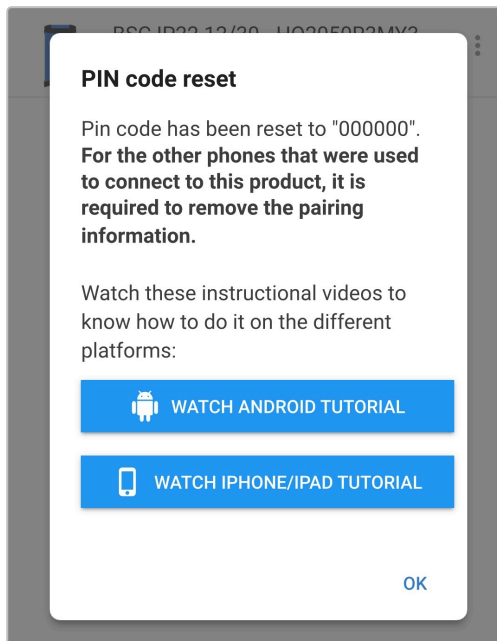 PIN code reset
Pin code has been reset to "000000".
For the other phones that were used
to connect to this product, it is
required to remove the pairing
information.
Watch these instructional videos to
know how to do it on the different
platforms:
WATCH ANDROID TUTORIAL
WATCH IPHONE/IPAD TUTORIAL
OK